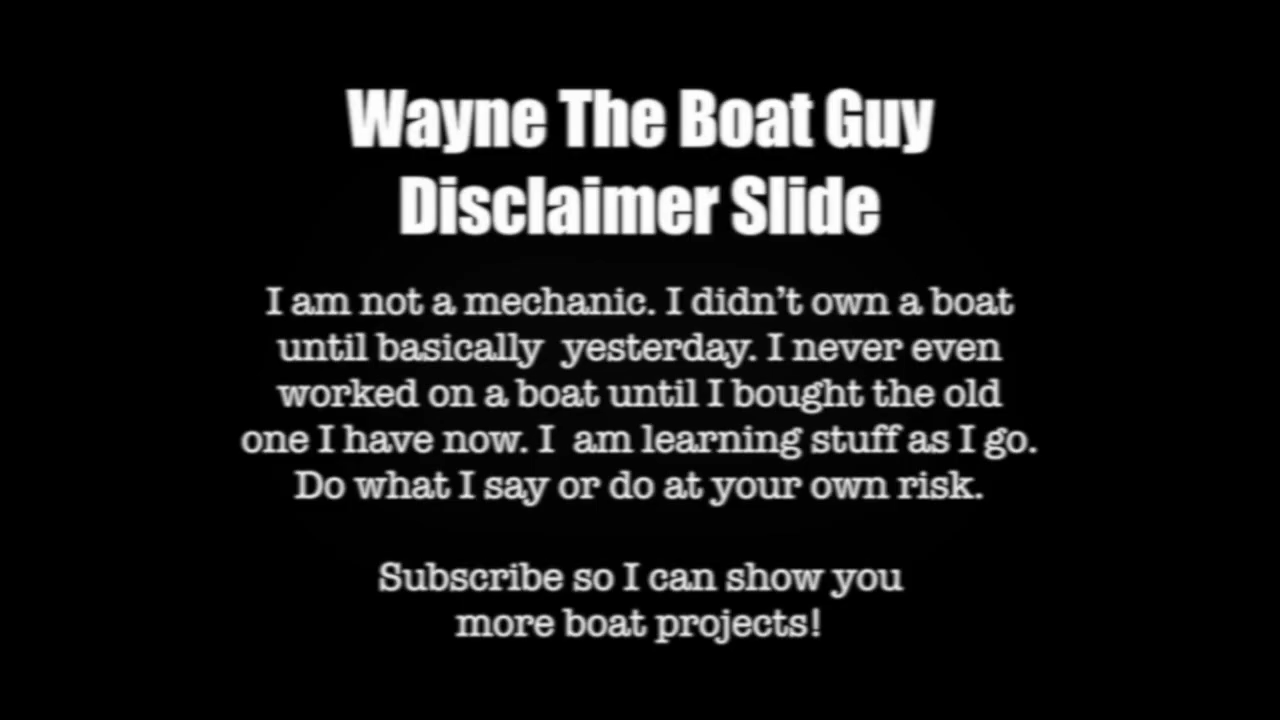 Wayne The Boat Guy
Disclaimer Slide
I am not a mechanic. I didn’t own a boat
until basically  yesterday. I never even
worked on a boat until I bought the old
one I have now. I  am learning stuff as I go.
Do what I say or do at your own risk.
Subscribe so I can show you
more boat projects!